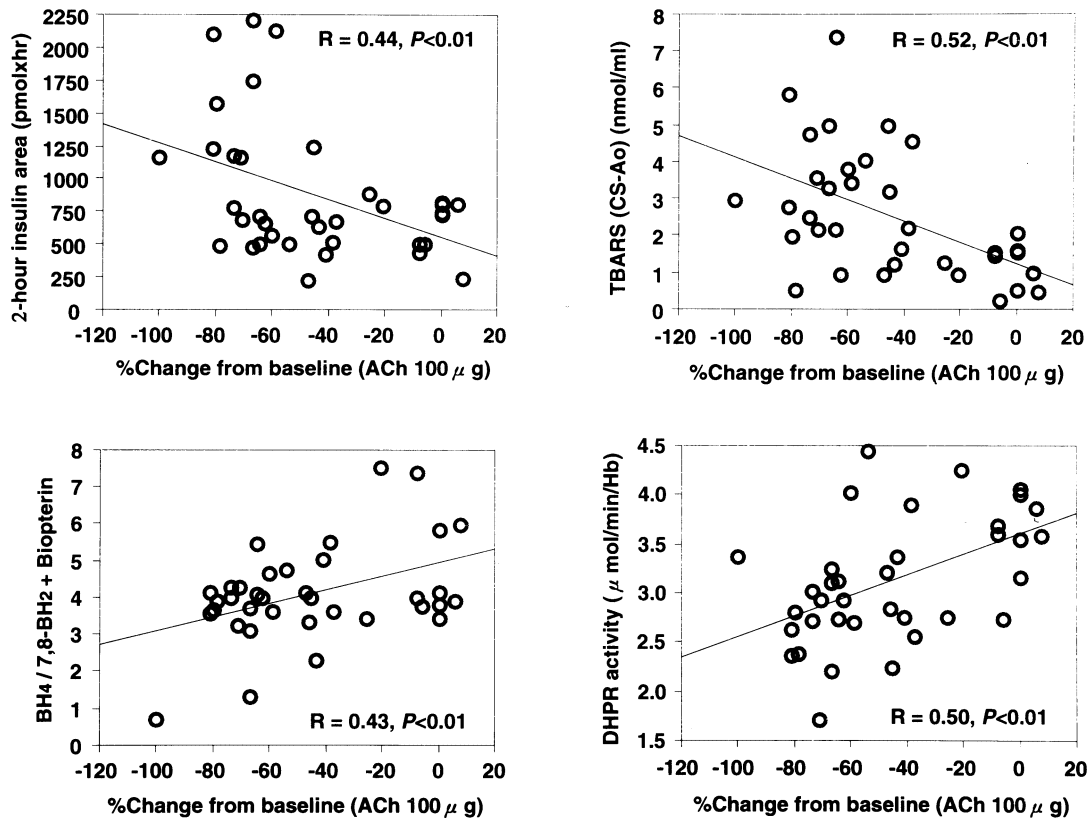 2-hour insulin area (pmolxhr)
2250
2000
1750
1500
1250
1000
750
500
250
0
R = 0.44, P<0.01
-120 -100 -80 -60 -40 -20 0 20
%Change from baseline (ACh 100 μ g)
TBARS (CS-Ao) (nmol/ml)
8
7
6
5
4
3
2
1
0
R = 0.52, P<0.01
-120 -100 -80 -60 -40 -20 0 20
%Change from baseline (ACh 100 μ g)
BH4 / 7,8-BH2 + Biopterin
8
7
6
5
4
3
2
1
0
R = 0.43, P<0.01
-120 -100 -80 -60 -40 -20 0 20
%Change from baseline (ACh 100 μ g)
DHPR activity ( μ mol/min/Hb)
4.5
4.0
3.5
3.0
2.5
2.0
1.5
R = 0.50, P<0.01
-120 -100 -80 -60 -40 -20 0 20
%Change from baseline (ACh 100 μ g)